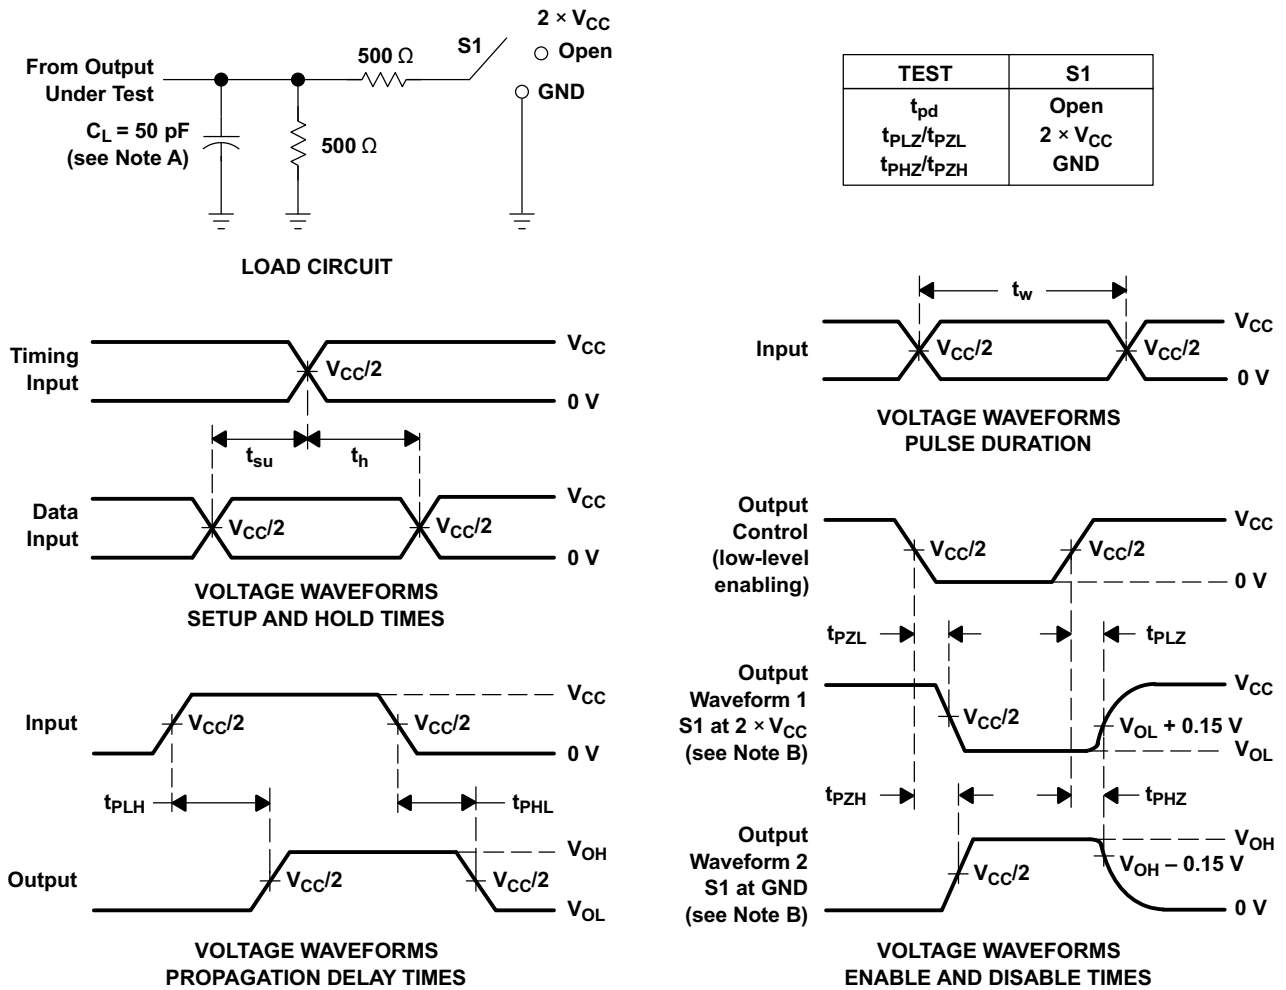 2 × VCC
S1
Open
500 Ω
From Output
Under Test
GND
CL = 50 pF
(see Note A)
500 Ω
LOAD CIRCUIT
TEST S1
tpd Open
tPLZ/tPZL 2 × VCC
tPHZ/tPZH GND
Timing
Input
VCC
VCC/2
0 V
tsu
th
Data
Input
VCC
VCC/2
VCC/2
0 V
VOLTAGE WAVEFORMS
SETUP AND HOLD TIMES
tw
Input
VCC
VCC/2
VCC/2
0 V
VOLTAGE WAVEFORMS
PULSE DURATION
Input
VCC
VCC/2
VCC/2
0 V
tPLH
tPHL
Output
VOH
VCC/2
VCC/2
VOL
VOLTAGE WAVEFORMS
PROPAGATION DELAY TIMES
Output
Control
(low-level
enabling)
VCC
VCC/2
VCC/2
0 V
tPZL
tPLZ
Output
Waveform 1
S1 at 2 × VCC
(see Note B)
VCC
VCC/2
VOL + 0.15 V
VOL
tPZH
tPHZ
Output
Waveform 2
S1 at GND
(see Note B)
VOH
VCC/2
VOH − 0.15 V
0 V
VOLTAGE WAVEFORMS
ENABLE AND DISABLE TIMES